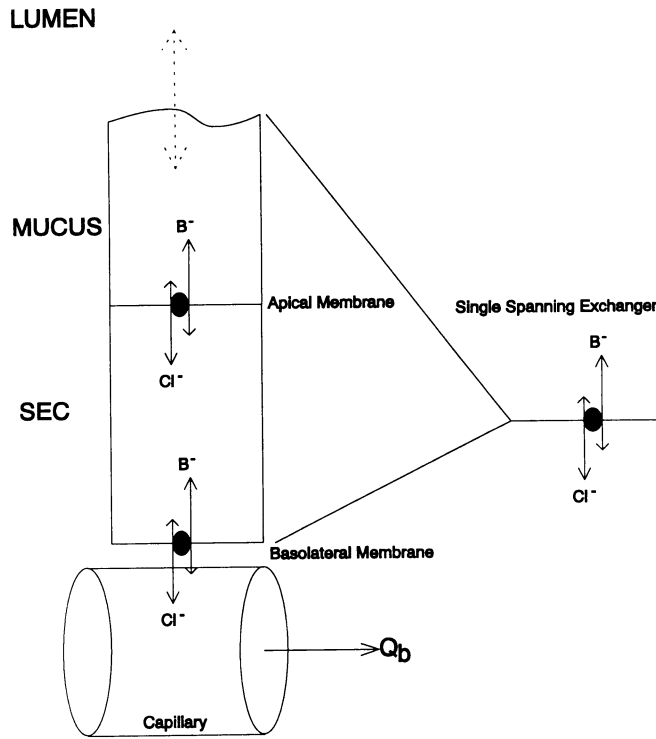 LUMEN
MUCUS
B⁻
Apical Membrane
Single Spanning Exchanger
B⁻
Cl⁻
SEC
B⁻
Cl⁻
Basolateral Membrane
Cl⁻
Qb
Capillary